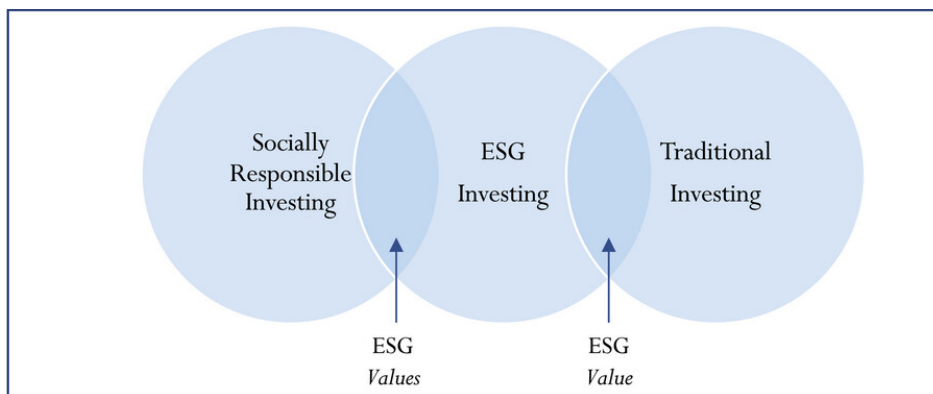 Socially
Responsible
Investing
ESG
Investing
Traditional
Investing
ESG
Values
ESG
Value